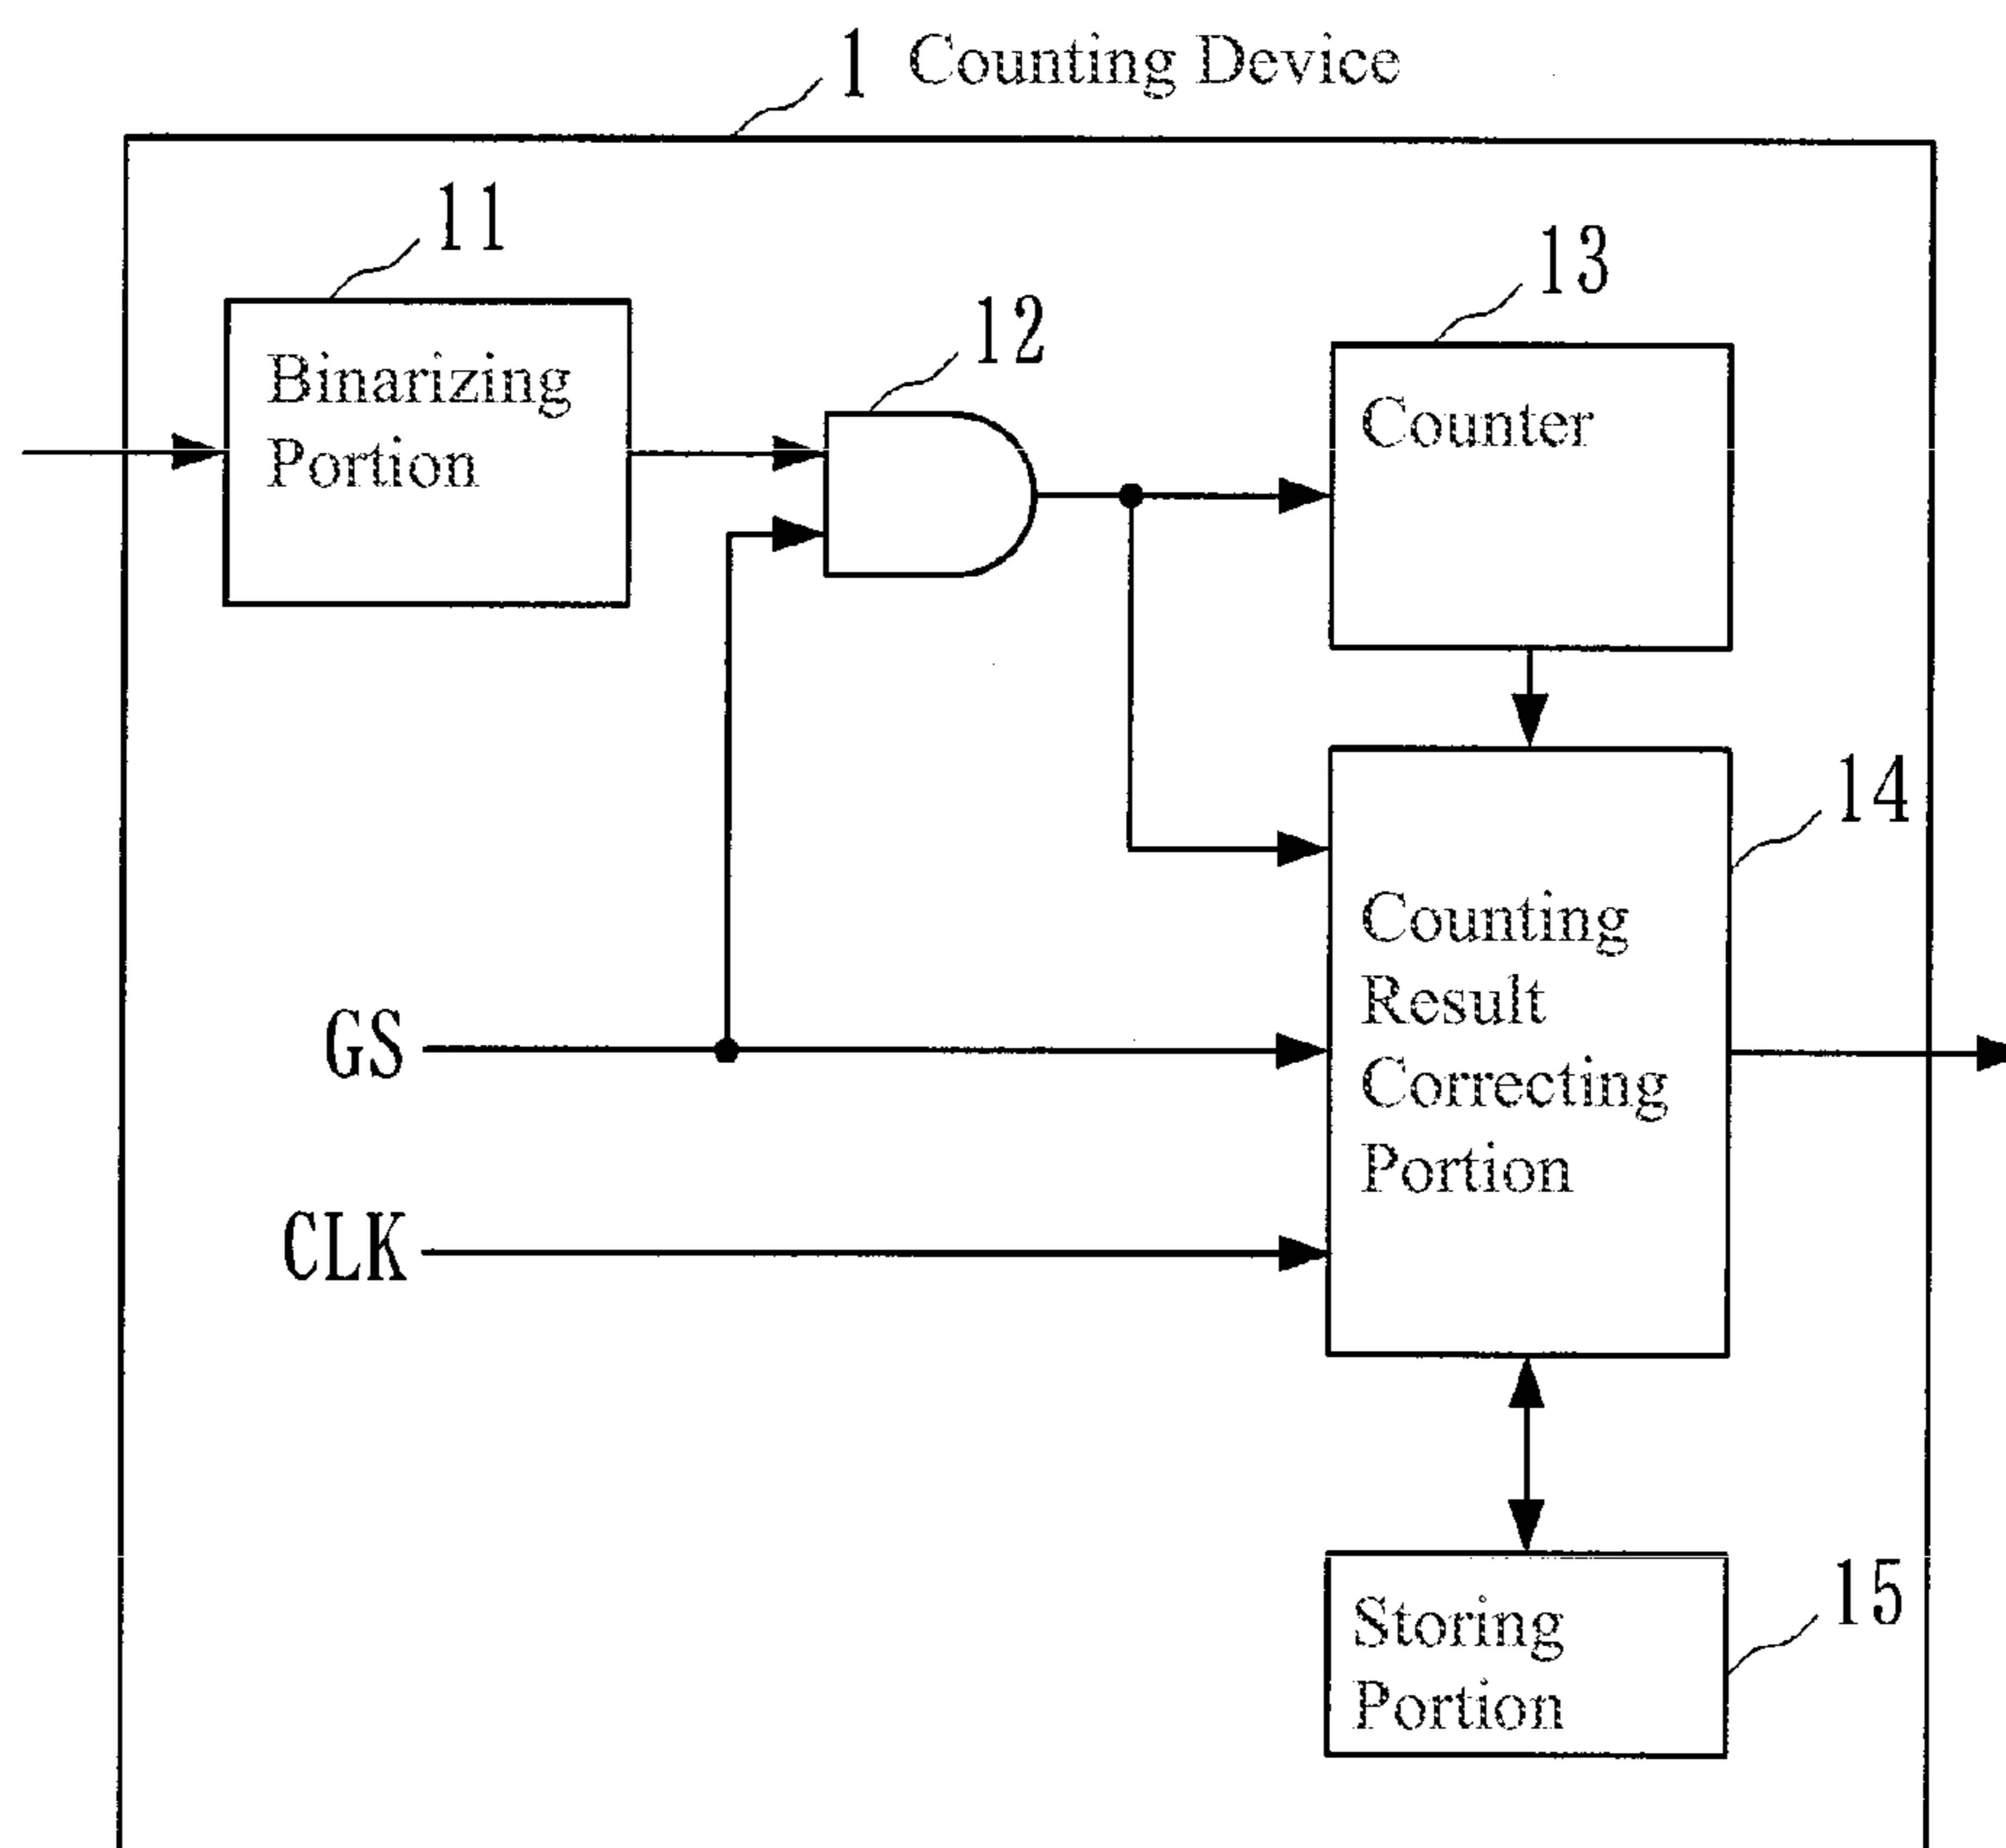 1 Counting Device
11
Binarizing
Portion
12
13
Counter
14
Counting
Result
Correcting
Portion
GS
CLK
15
Storing
Portion